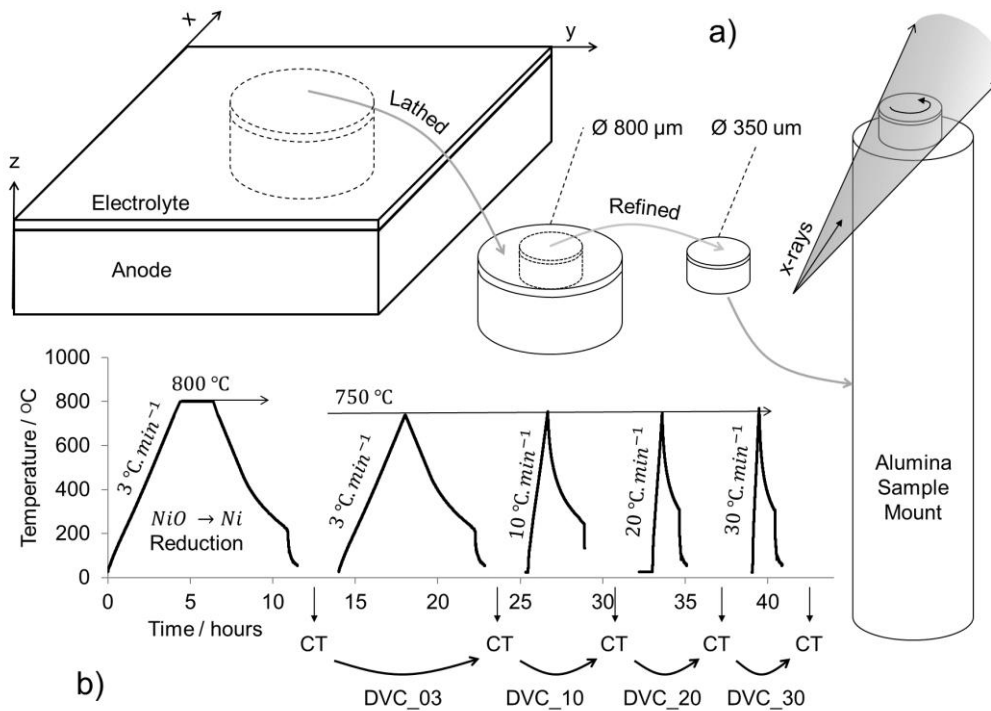 a)
x
y
z
Lathed
Electrolyte
Anode
Ø 800 µm
Ø 350 um
Refined
x-rays
Alumina
Sample
Mount
Temperature / OC
1000
800
600
400
200
0
800 °C
3 °C.min⁻¹
NiO → Ni
Reduction
750 °C
3 °C.min⁻¹
10 °C.min⁻¹
20 °C.min⁻¹
30 °C.min⁻¹
0 5 10 15 20 25 30 35 40
Time / hours
CT CT CT CT CT
b)
DVC_03 DVC_10 DVC_20 DVC_30